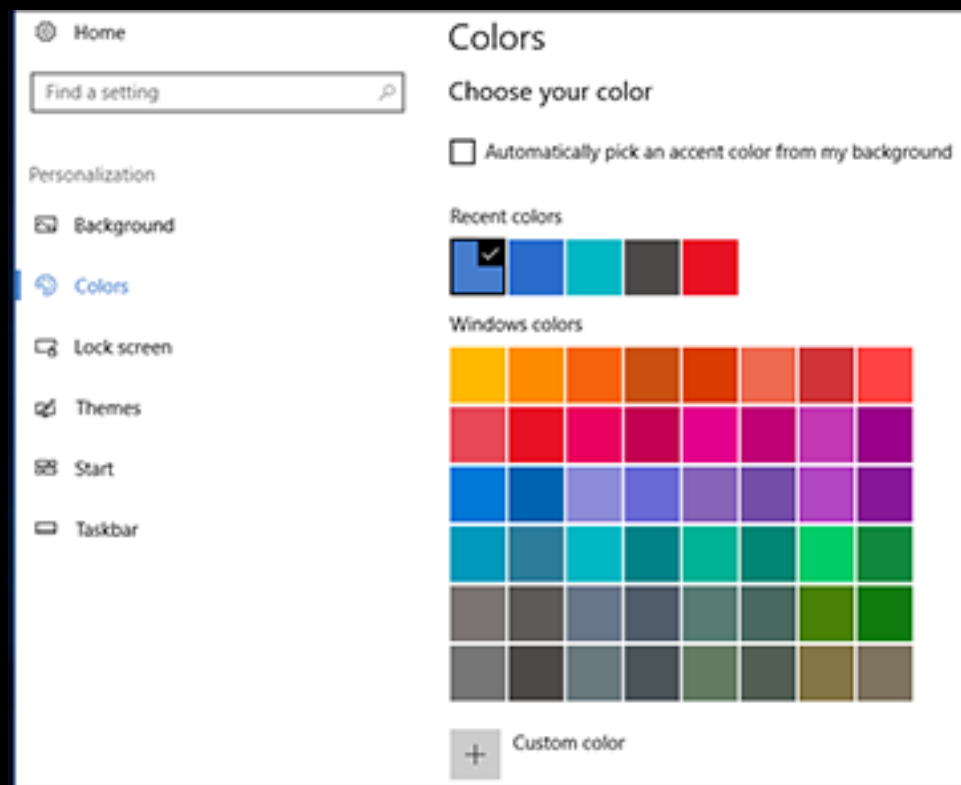 Home
Find a setting
Personalization
Background
Colors
Lock screen
Themes
Start
Taskbar
Colors
Choose your color
Automatically pick an accent color from my background
Recent colors
Windows colors
Custom color